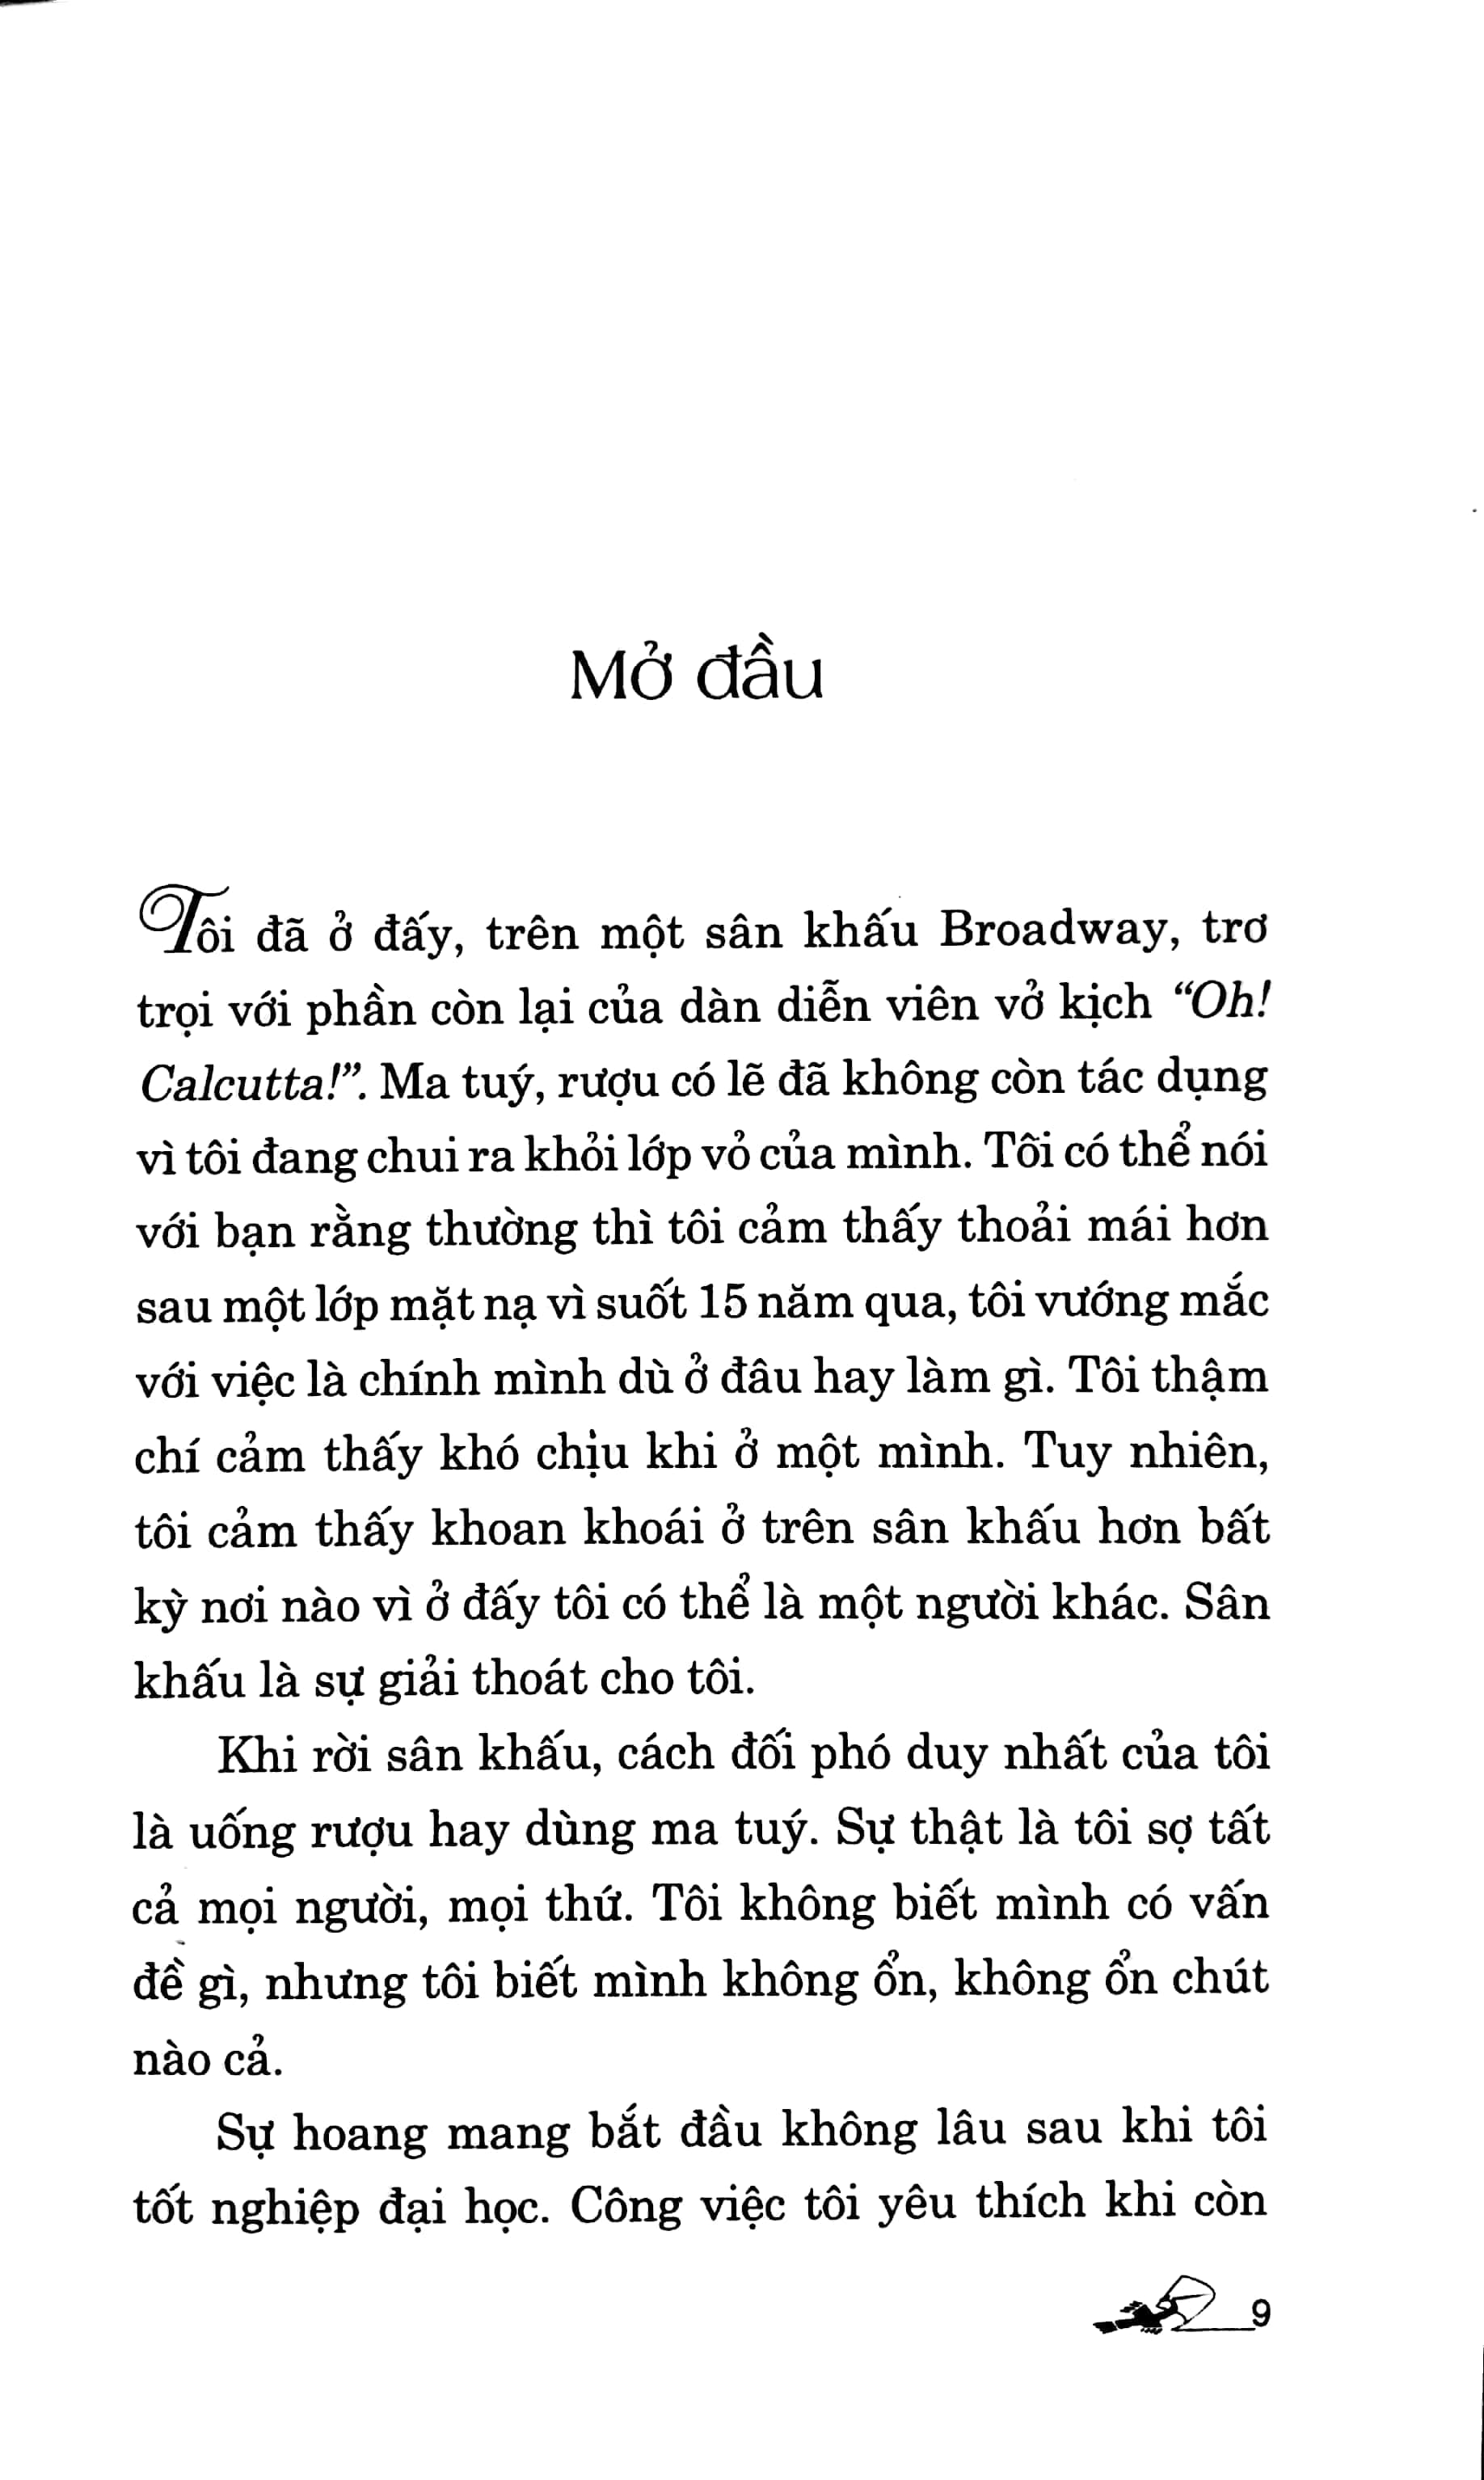 Mở đầu
Tôi đã ở đấy, trên một sân khấu Broadway, trơ
trọi với phần còn lại của dàn diễn viên vở kịch “Oh!
Calcutta!”. Ma tuý, rượu có lẽ đã không còn tác dụng
vì tôi đang chui ra khỏi lớp vỏ của mình. Tôi có thể nói
với bạn rằng thường thì tôi cảm thấy thoải mái hơn
sau một lớp mặt nạ vì suốt 15 năm qua, tôi vướng mắc
với việc là chính mình dù ở đâu hay làm gì. Tôi thậm
chí cảm thấy khó chịu khi ở một mình. Tuy nhiên,
tôi cảm thấy khoan khoái ở trên sân khấu hơn bất
kỳ nơi nào vì ở đấy tôi có thể là một người khác. Sân
khấu là sự giải thoát cho tôi.
Khi rời sân khấu, cách đối phó duy nhất của tôi
là uống rượu hay dùng ma tuý. Sự thật là tôi sợ tất
cả mọi người, mọi thứ. Tôi không biết mình có vấn
đề gì, nhưng tôi biết mình không ổn, không ổn chút
nào cả.
Sự hoang mang bắt đầu không lâu sau khi tôi
tốt nghiệp đại học. Công việc tôi yêu thích khi còn
9